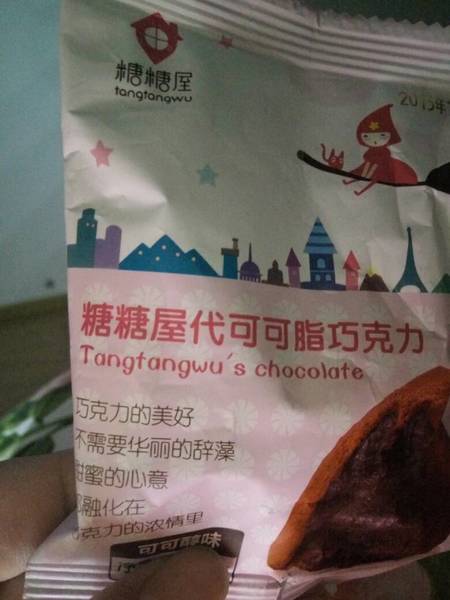 糖糖屋
tangtangwu
2015年
糖糖屋代可可脂巧克力
Tangtangwu's chocolate
巧克力的美好
不需要华丽的辞藻
甜蜜的心意
融化在
克力的浓情里
可可醇味
净